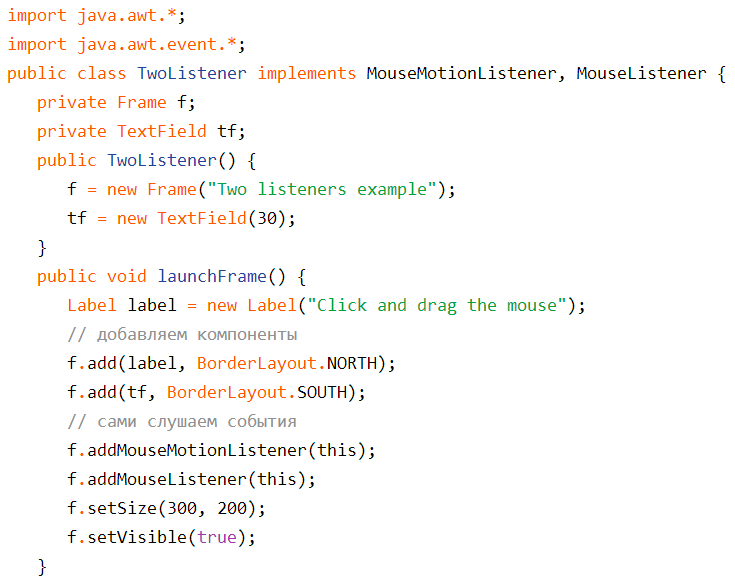 import java.awt.*;
import java.awt.event.*;
public class TwoListener implements MouseMotionListener, MouseListener {
   private Frame f;
   private TextField tf;
   public TwoListener() {
      f = new Frame("Two listeners example");
      tf = new TextField(30);
   }
   public void launchFrame() {
      Label label = new Label("Click and drag the mouse");
      // добавляем компоненты
      f.add(label, BorderLayout.NORTH);
      f.add(tf, BorderLayout.SOUTH);
      // сами слушаем события
      f.addMouseMotionListener(this);
      f.addMouseListener(this);
      f.setSize(300, 200);
      f.setVisible(true);
   }